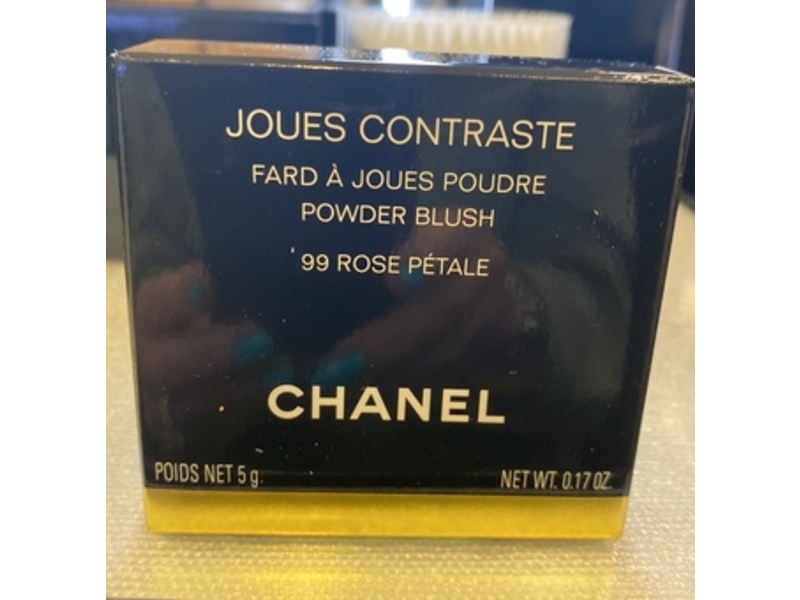 JOUES CONTRASTE
FARD À JOUES POUDRE
POWDER BLUSH
99 ROSE PÉTALE
CHANEL
POIDS NET 5 g. NET WT. 0.17 OZ.